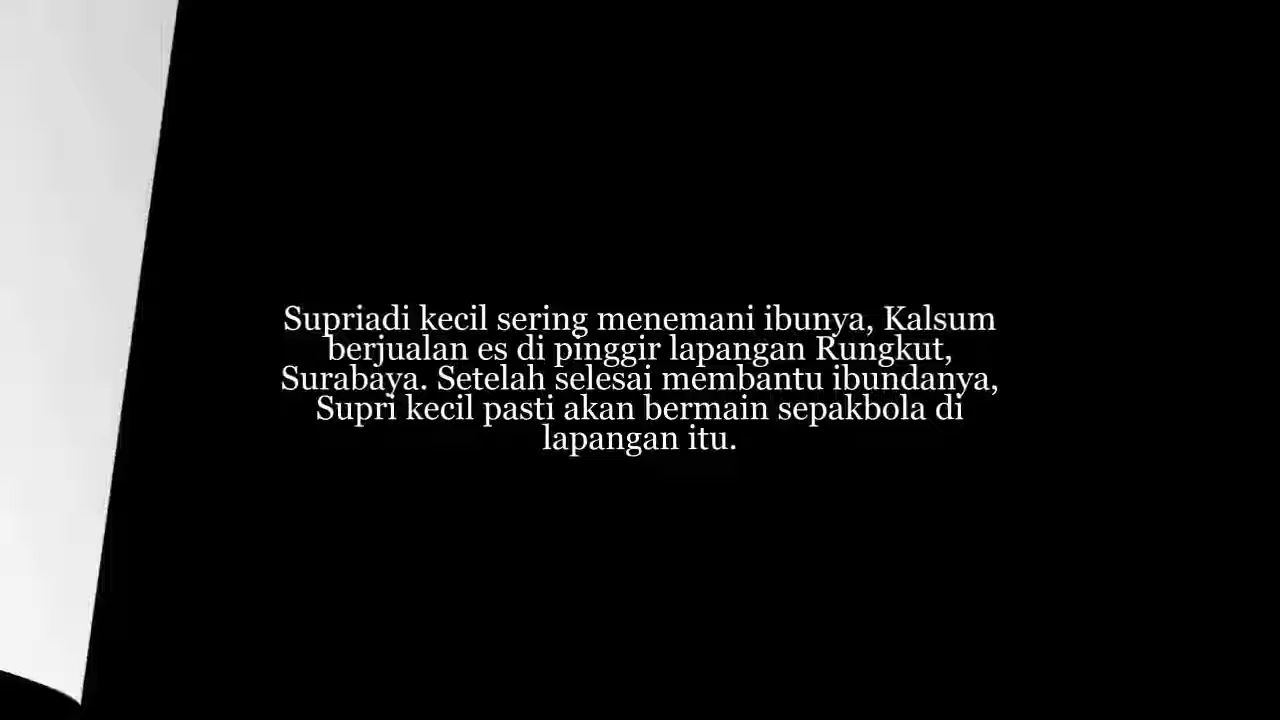 Supriadi kecil sering menemani ibunya, Kalsum
berjualan es di pinggir lapangan Rungkut,
Surabaya. Setelah selesai membantu ibundanya,
Supri kecil pasti akan bermain sepakbola di
lapangan itu.